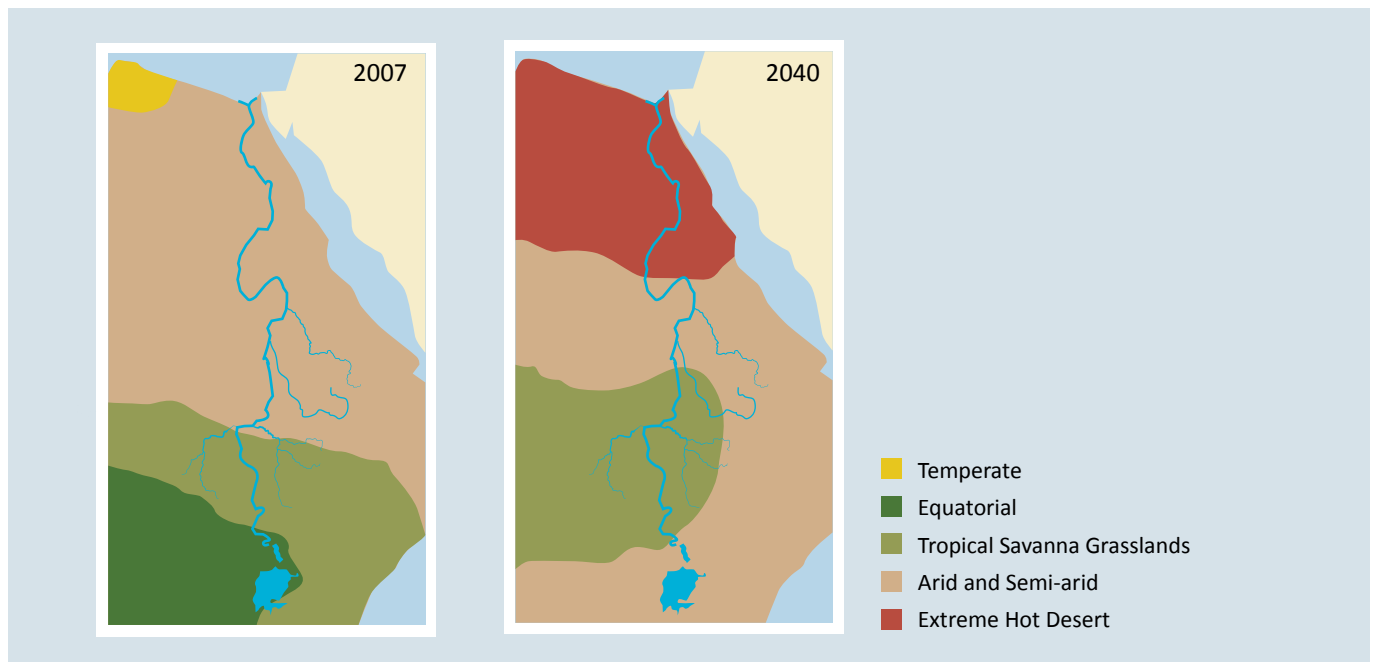 2007
2040
Temperate
Equatorial
Tropical Savanna Grasslands
Arid and Semi-arid
Extreme Hot Desert